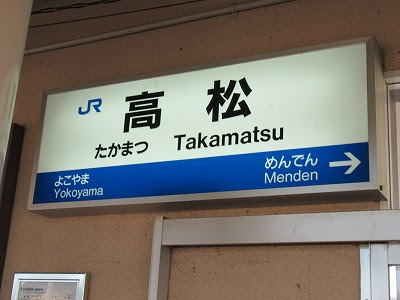 JR 高松
たかまつ Takamatsu
よこやま
Yokoyama
めんでん →
Menden